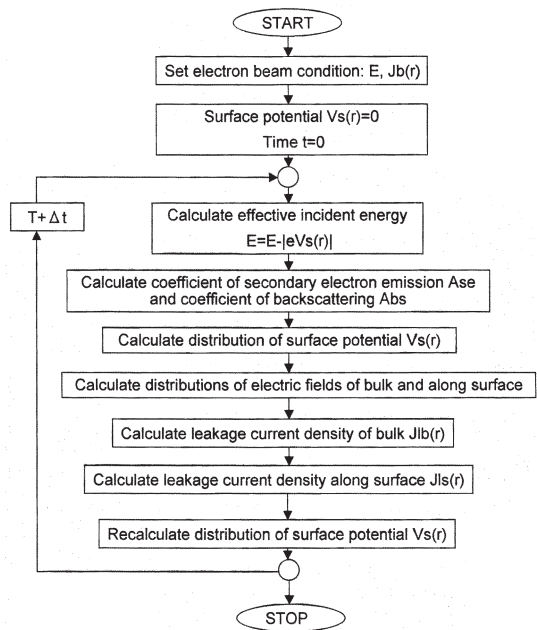 START
Set electron beam condition: E, Jb(r)
Surface potential Vs(r)=0
Time t=0
T+Δt
Calculate effective incident energy
E=E-|eVs(r)|
Calculate coefficient of secondary electron emission Ase
and coefficient of backscattering Abs
Calculate distribution of surface potential Vs(r)
Calculate distributions of electric fields of bulk and along surface
Calculate leakage current density of bulk Jlb(r)
Calculate leakage current density along surface Jls(r)
Recalculate distribution of surface potential Vs(r)
STOP